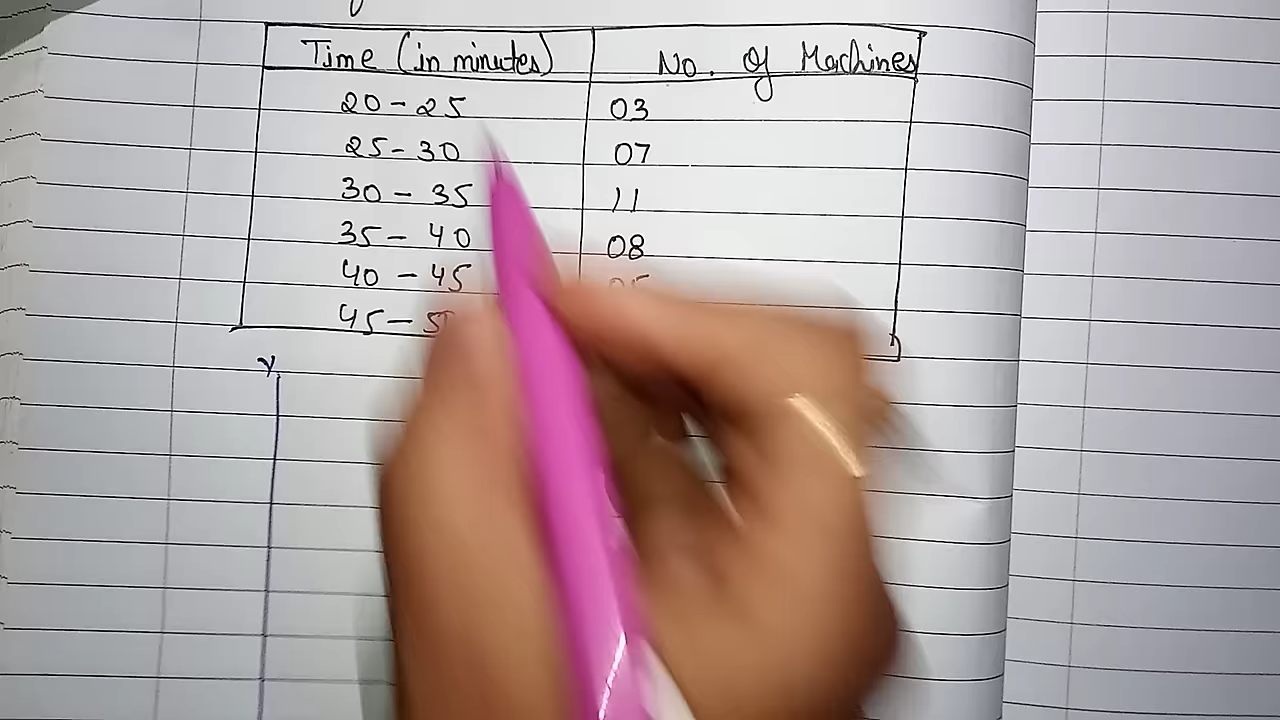 Time (in minutes) No. Of Machines
20 - 25 03
25 - 30 07
30 - 35 11
35 - 40 08
40 - 45
45 -
Y